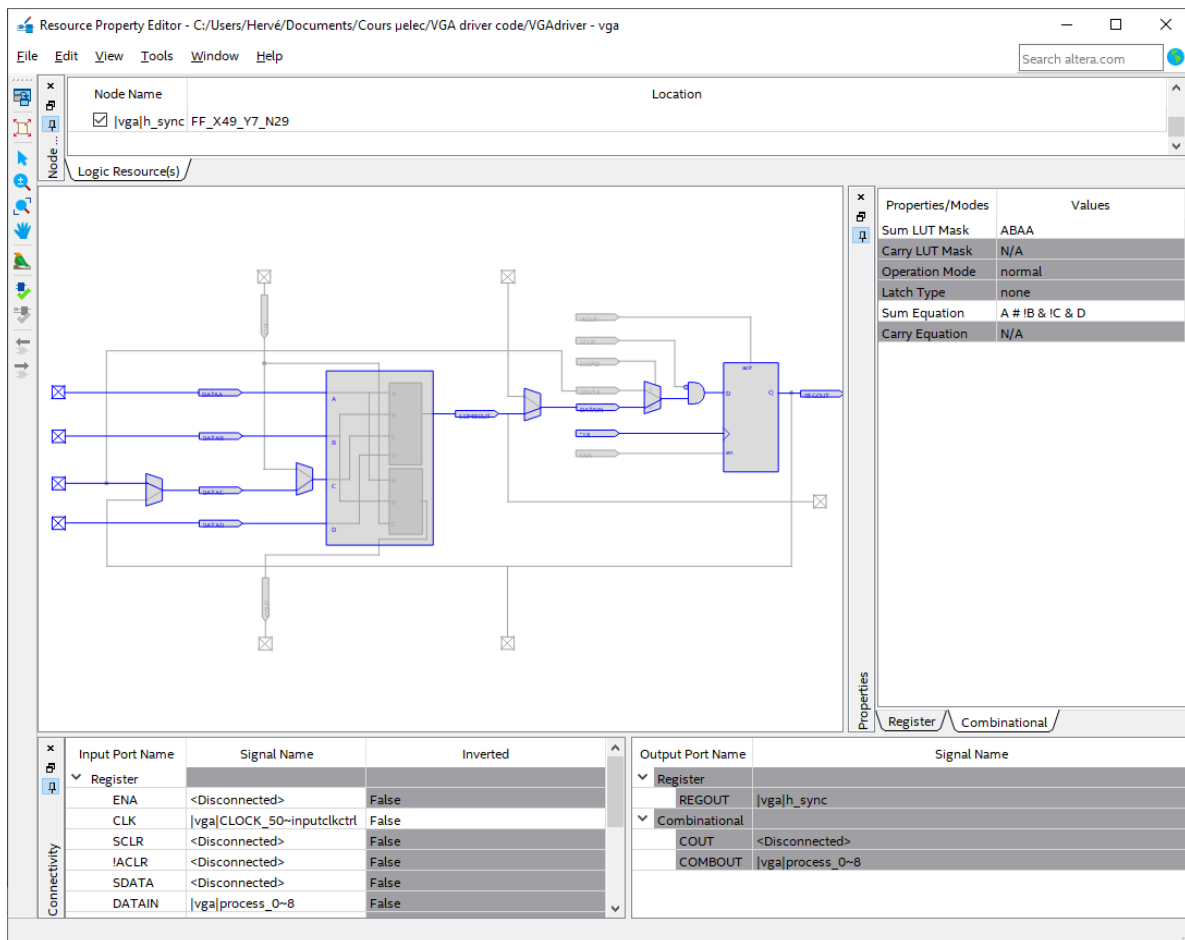 Resource Property Editor - C:/Users/Hervé/Documents/Cours µelec/VGA driver code/VGAdriver - vga
File Edit View Tools Window Help
Search altera.com
Node Name Location
|vga|h_sync FF_X49_Y7_N29
Node ...
Logic Resource(s)
Properties/Modes Values
Sum LUT Mask ABAA
Carry LUT Mask N/A
Operation Mode normal
Latch Type none
Sum Equation A # !B & !C & D
Carry Equation N/A
DATAA
A
DATAB
B
DATAC
C
DATAD
D
COMBOUT
DATAIN
ENA
aclr
D
Q
REGOUT
Properties
Register Combinational
Connectivity
Input Port Name Signal Name Inverted
Register
ENA <Disconnected> False
CLK |vga|CLOCK_50~inputclkctrl False
SCLR <Disconnected> False
!ACLR <Disconnected> False
SDATA <Disconnected> False
DATAIN |vga|process_0~8 False
Output Port Name Signal Name
Register
REGOUT |vga|h_sync
Combinational
COUT <Disconnected>
COMBOUT |vga|process_0~8